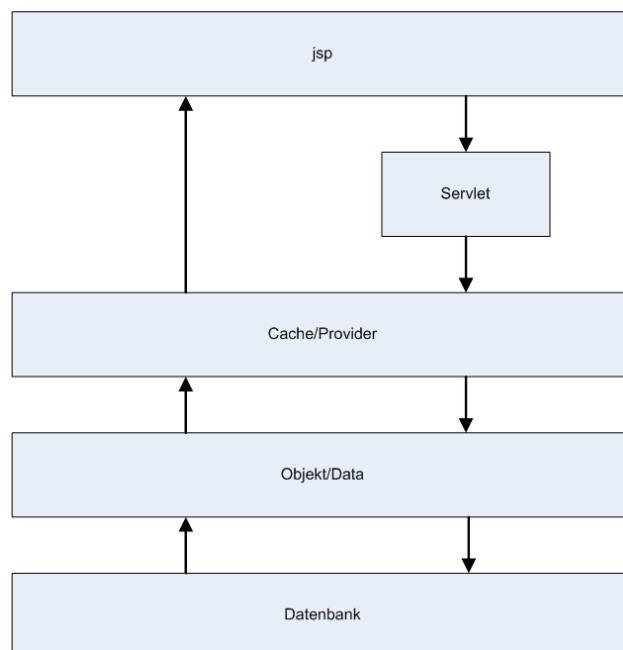 jsp
Servlet
Cache/Provider
Objekt/Data
Datenbank